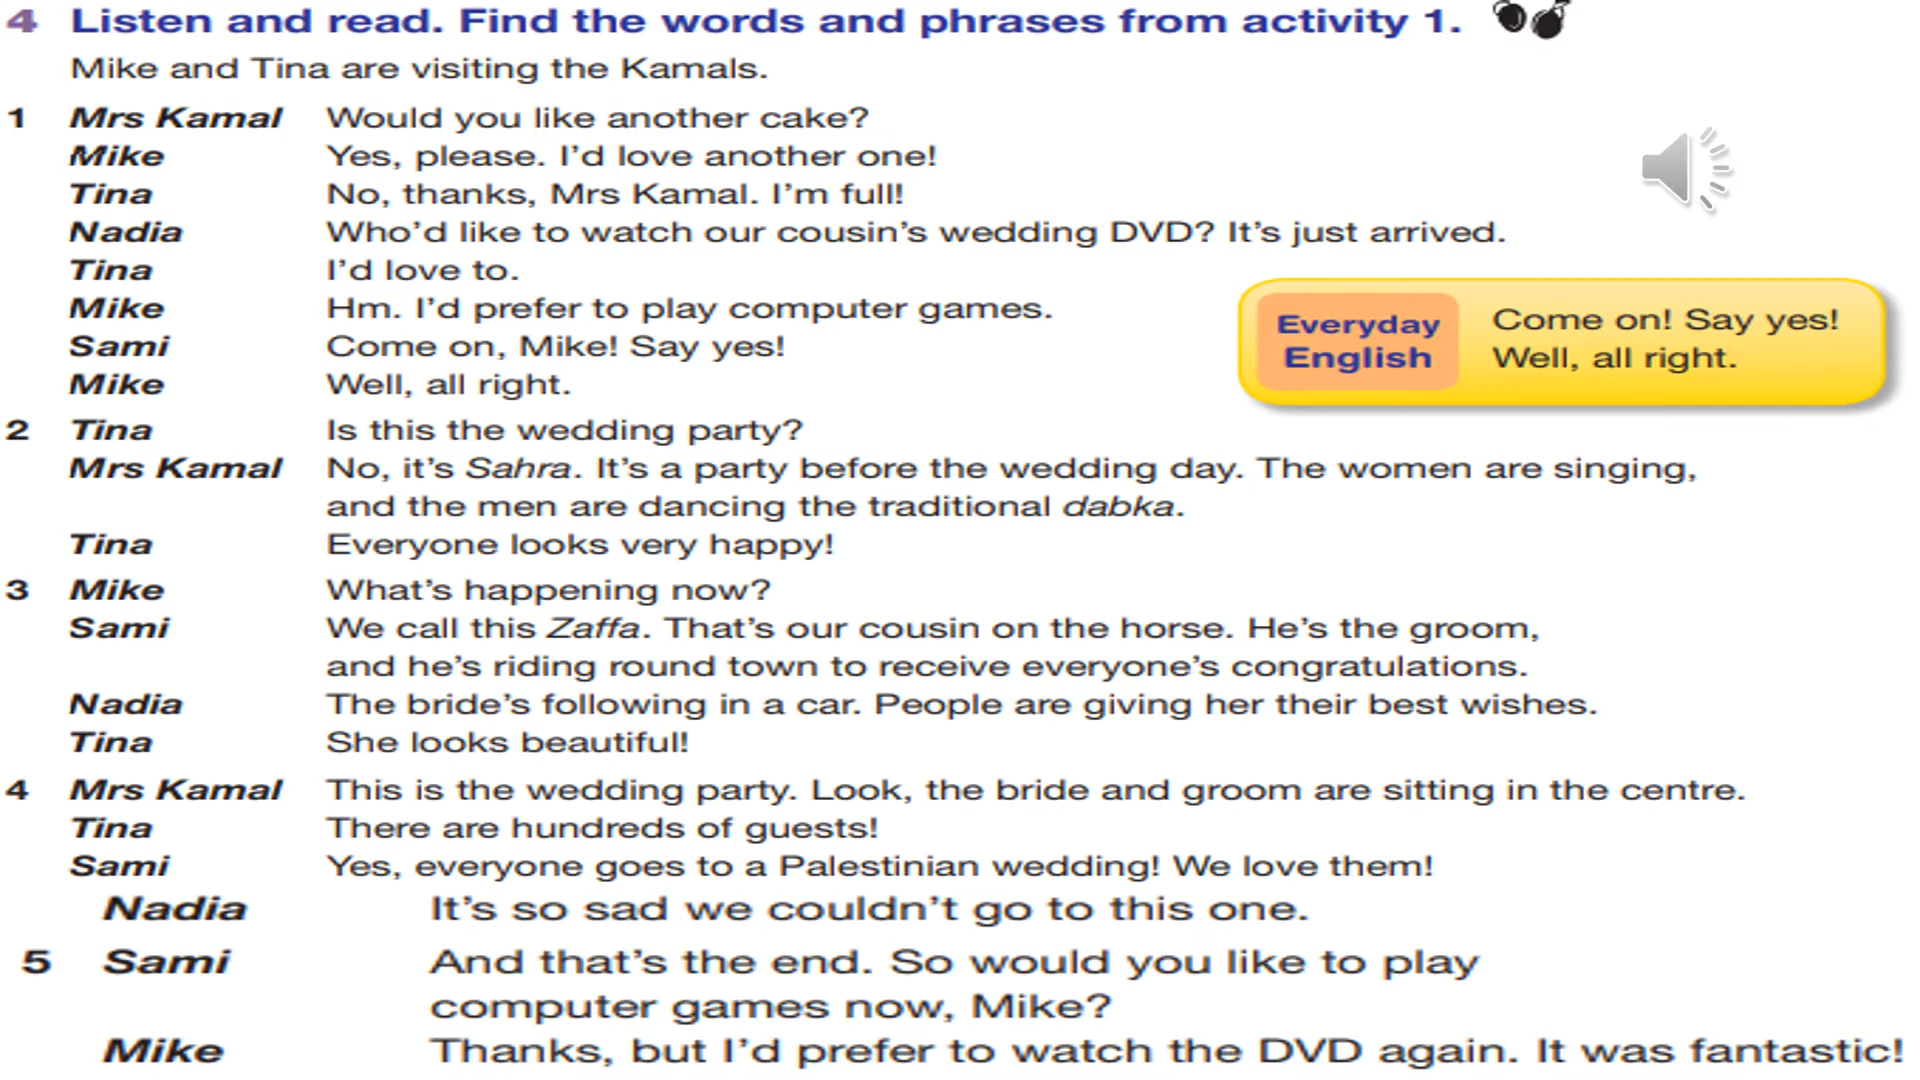 4 Listen and read. Find the words and phrases from activity 1.
Mike and Tina are visiting the Kamals.
1 Mrs Kamal Would you like another cake?
Mike Yes, please. I'd love another one!
Tina No, thanks, Mrs Kamal. I'm full!
Nadia Who'd like to watch our cousin's wedding DVD? It's just arrived.
Tina I'd love to.
Mike Hm. I'd prefer to play computer games.
Sami Come on, Mike! Say yes!
Mike Well, all right.
Everyday English
Come on! Say yes!
Well, all right.
2 Tina Is this the wedding party?
Mrs Kamal No, it's Sahra. It's a party before the wedding day. The women are singing,
and the men are dancing the traditional dabka.
Tina Everyone looks very happy!
3 Mike What's happening now?
Sami We call this Zaffa. That's our cousin on the horse. He's the groom,
and he's riding round town to receive everyone's congratulations.
Nadia The bride's following in a car. People are giving her their best wishes.
Tina She looks beautiful!
4 Mrs Kamal This is the wedding party. Look, the bride and groom are sitting in the centre.
Tina There are hundreds of guests!
Sami Yes, everyone goes to a Palestinian wedding! We love them!
Nadia It's so sad we couldn't go to this one.
5 Sami And that's the end. So would you like to play
computer games now, Mike?
Mike Thanks, but I'd prefer to watch the DVD again. It was fantastic!